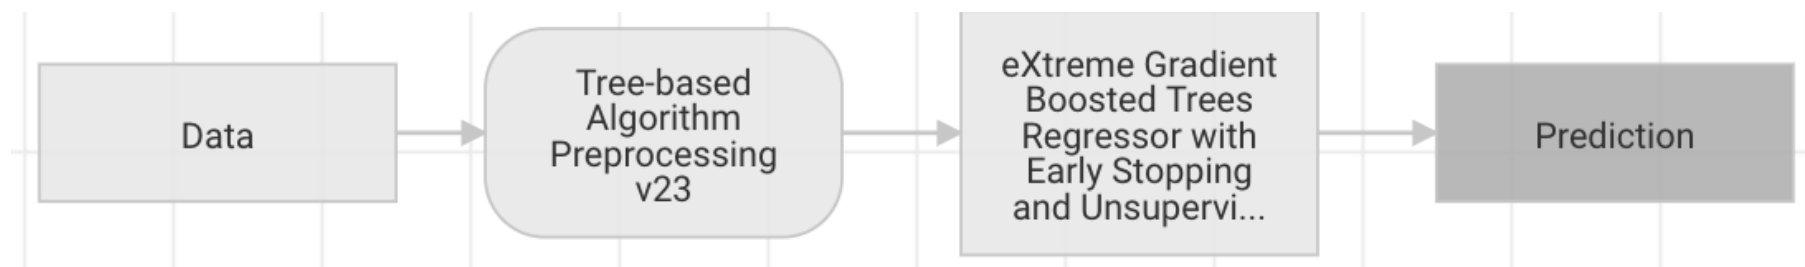 Data
Tree-based
Algorithm
Preprocessing
v23
eXtreme Gradient
Boosted Trees
Regressor with
Early Stopping
and Unsupervi...
Prediction